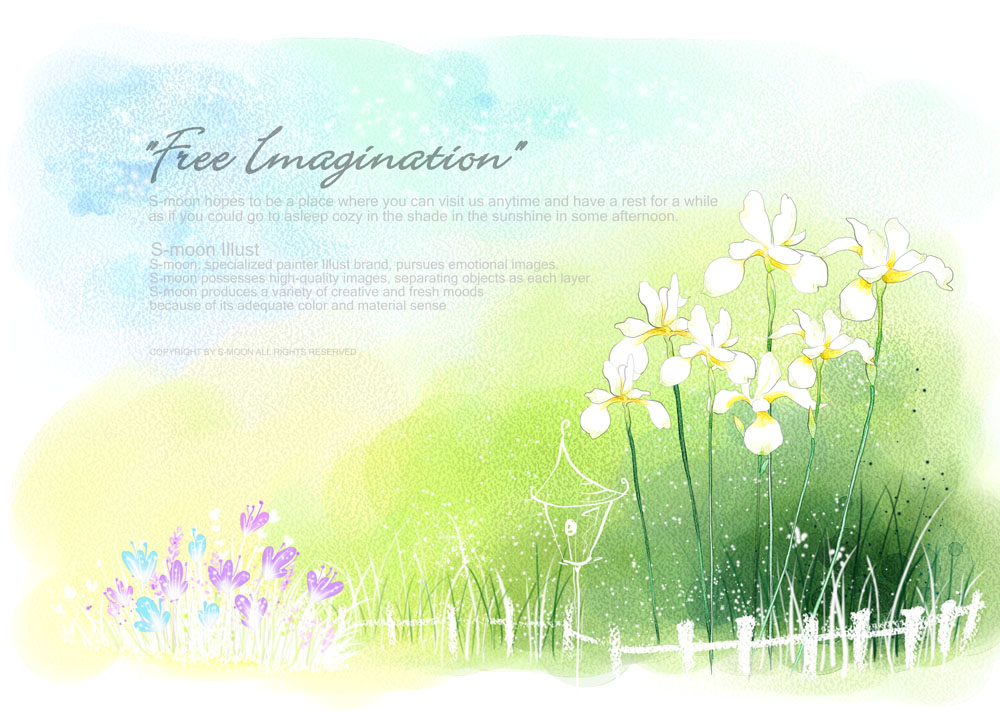 "Free Imagination"
S-moon hopes to be a place where you can visit us anytime and have a rest for a while
as if you could go to asleep cozy in the shade in the sunshine in some afternoon.
S-moon Illust
S-moon, specialized painter Illust brand, pursues emotional images.
S-moon possesses high-quality images, separating objects as each layer.
S-moon produces a variety of creative and fresh moods
because of its adequate color and material sense
COPYRIGHT BY S-MOON ALL RIGHTS RESERVED